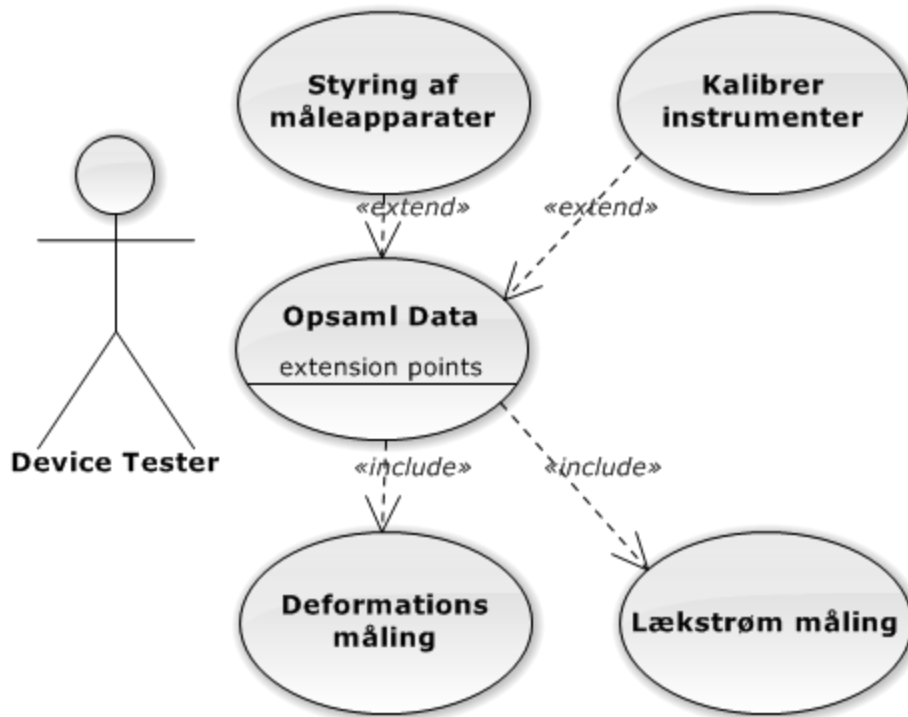 Styring af
måleapparater
Kalibrer
instrumenter
«extend»
«extend»
Opsaml Data
extension points
Device Tester
«include»
«include»
Deformations
måling
Lækstrøm måling